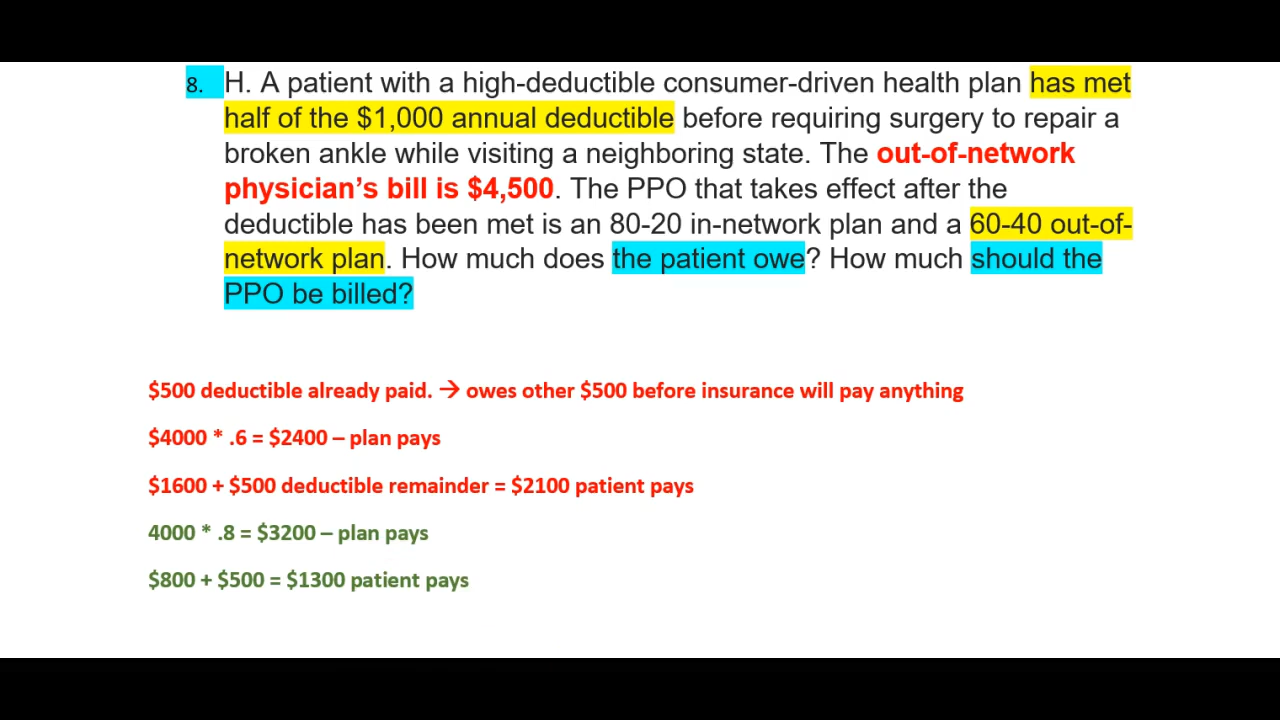 8. H. A patient with a high-deductible consumer-driven health plan has met
half of the $1,000 annual deductible before requiring surgery to repair a
broken ankle while visiting a neighboring state. The out-of-network
physician’s bill is $4,500. The PPO that takes effect after the
deductible has been met is an 80-20 in-network plan and a 60-40 out-of-
network plan. How much does the patient owe? How much should the
PPO be billed?
$500 deductible already paid. → owes other $500 before insurance will pay anything
$4000 * .6 = $2400 – plan pays
$1600 + $500 deductible remainder = $2100 patient pays
4000 * .8 = $3200 – plan pays
$800 + $500 = $1300 patient pays